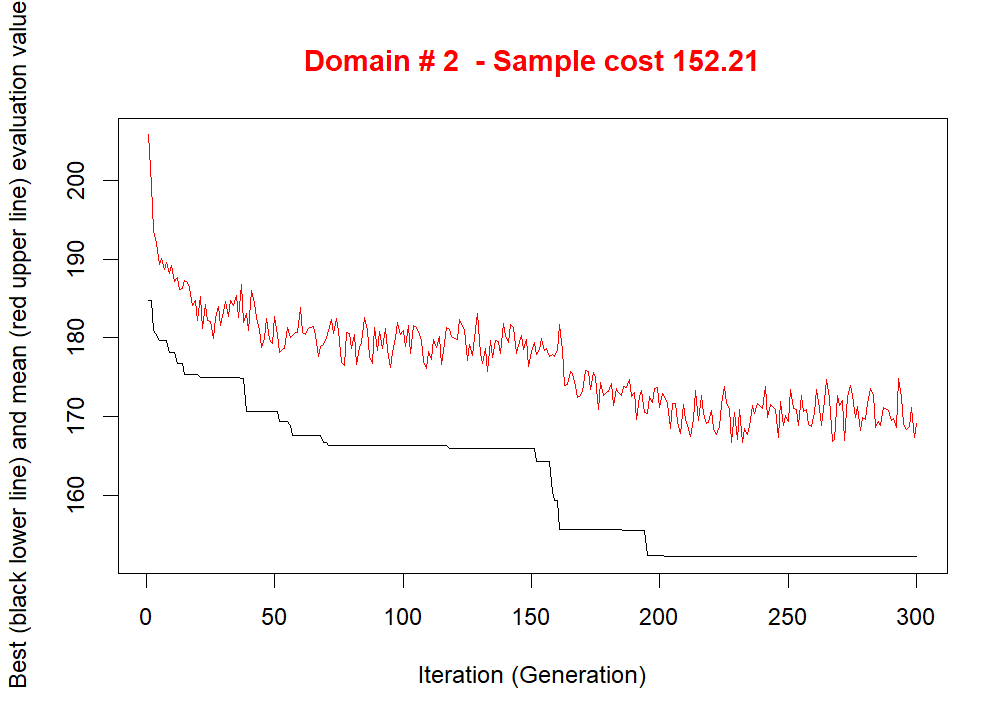 Domain # 2  - Sample cost 152.21
Best (black lower line) and mean (red upper line) evaluation value
200
190
180
170
160
0 50 100 150 200 250 300
Iteration (Generation)